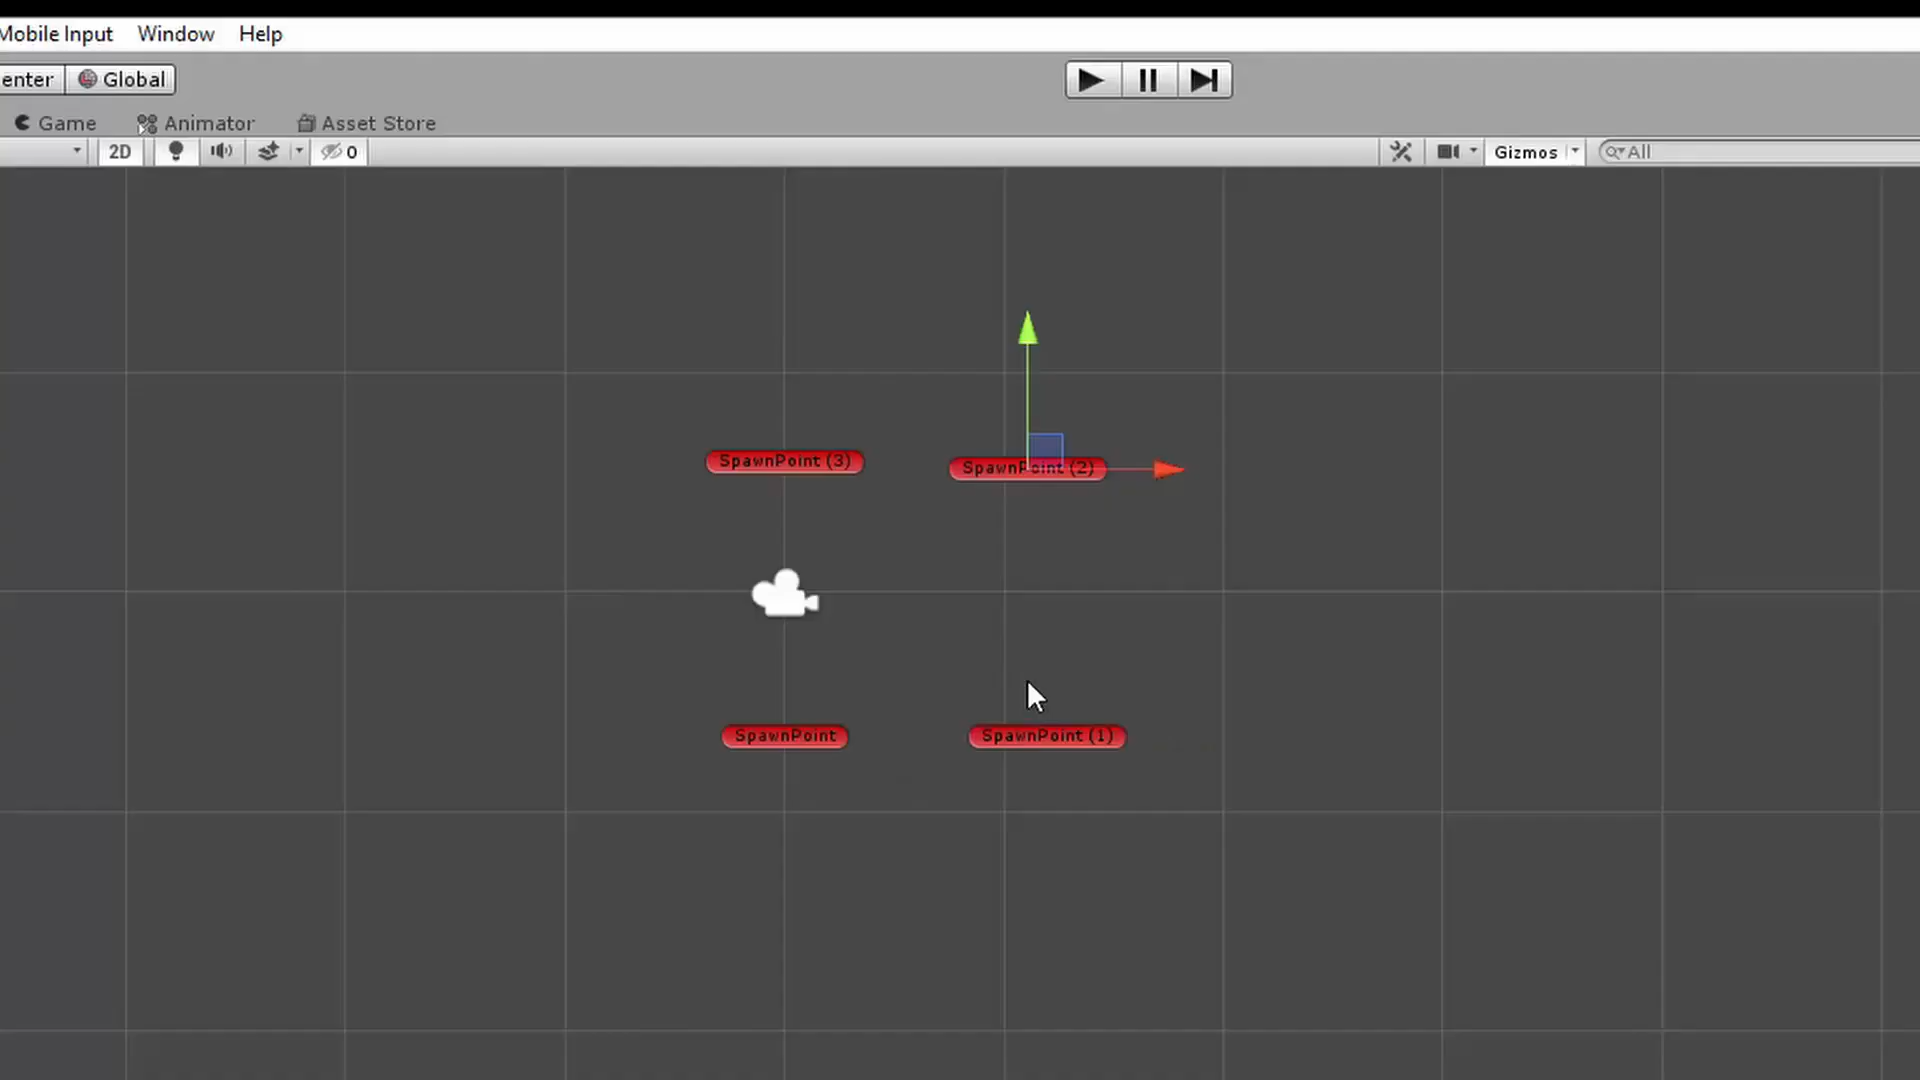 Mobile Input Window Help
enter Global
Game Animator Asset Store
2D 0 Gizmos All
SpawnPoint (3) SpawnPoint (2)
SpawnPoint SpawnPoint (1)